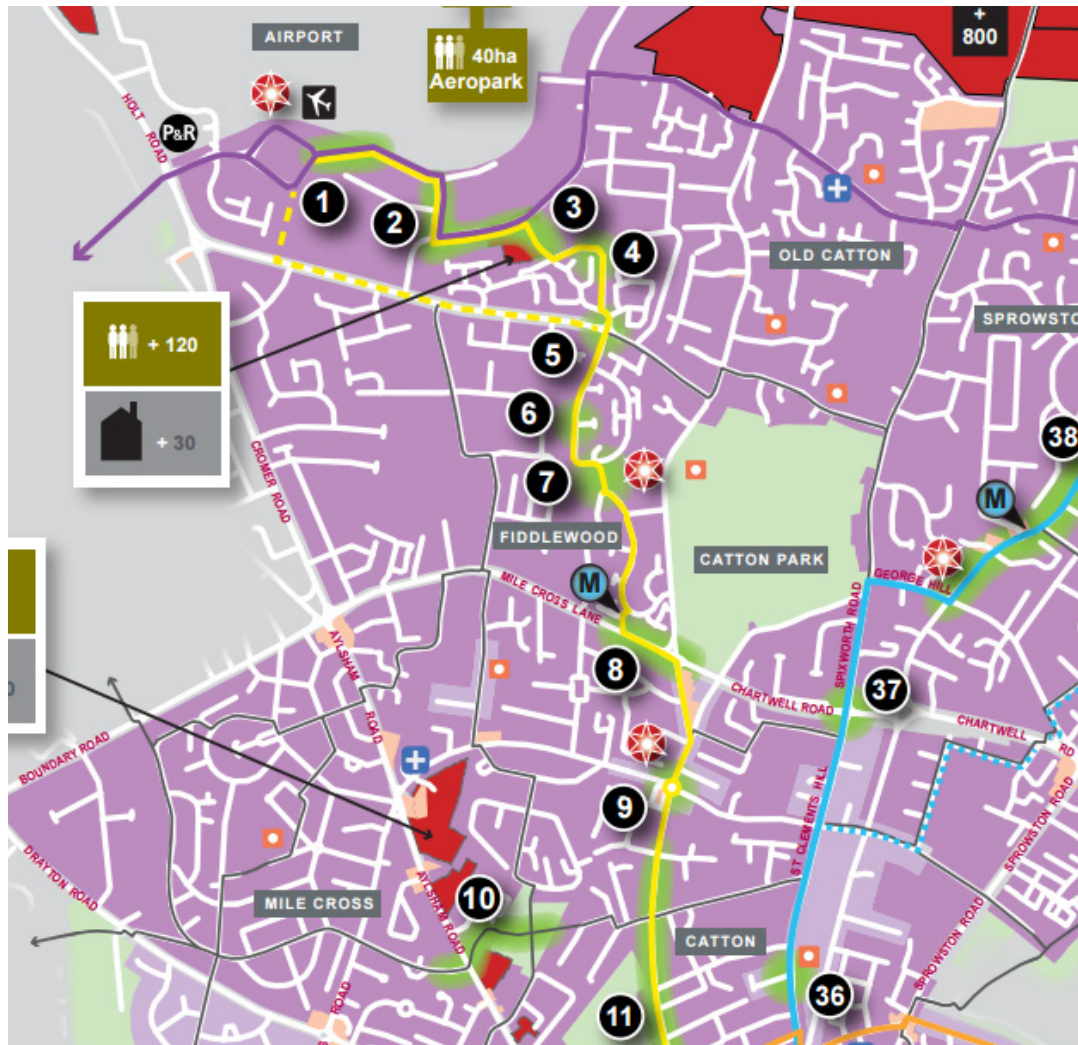 AIRPORT
40ha
Aeropark
+
800
HOLT ROAD
P&R
1
2
3
4
OLD CATTON
SPROWSTO
+ 120
+ 30
5
6
7
38
M
CROMER ROAD
FIDDLEWOOD
CATTON PARK
GEORGE HILL
M
MILE CROSS LANE
SPIXWORTH ROAD
AYLSHAM
ROAD
8
37
CHARTWELL ROAD
CHARTWELL
RD
BOUNDARY ROAD
9
ST CLEMENTS HILL
SPROWSTON ROAD
DRAYTON ROAD
MILE CROSS
AYLSHAM ROAD
10
CATTON
SPROWSTON ROAD
36
11
ROAD